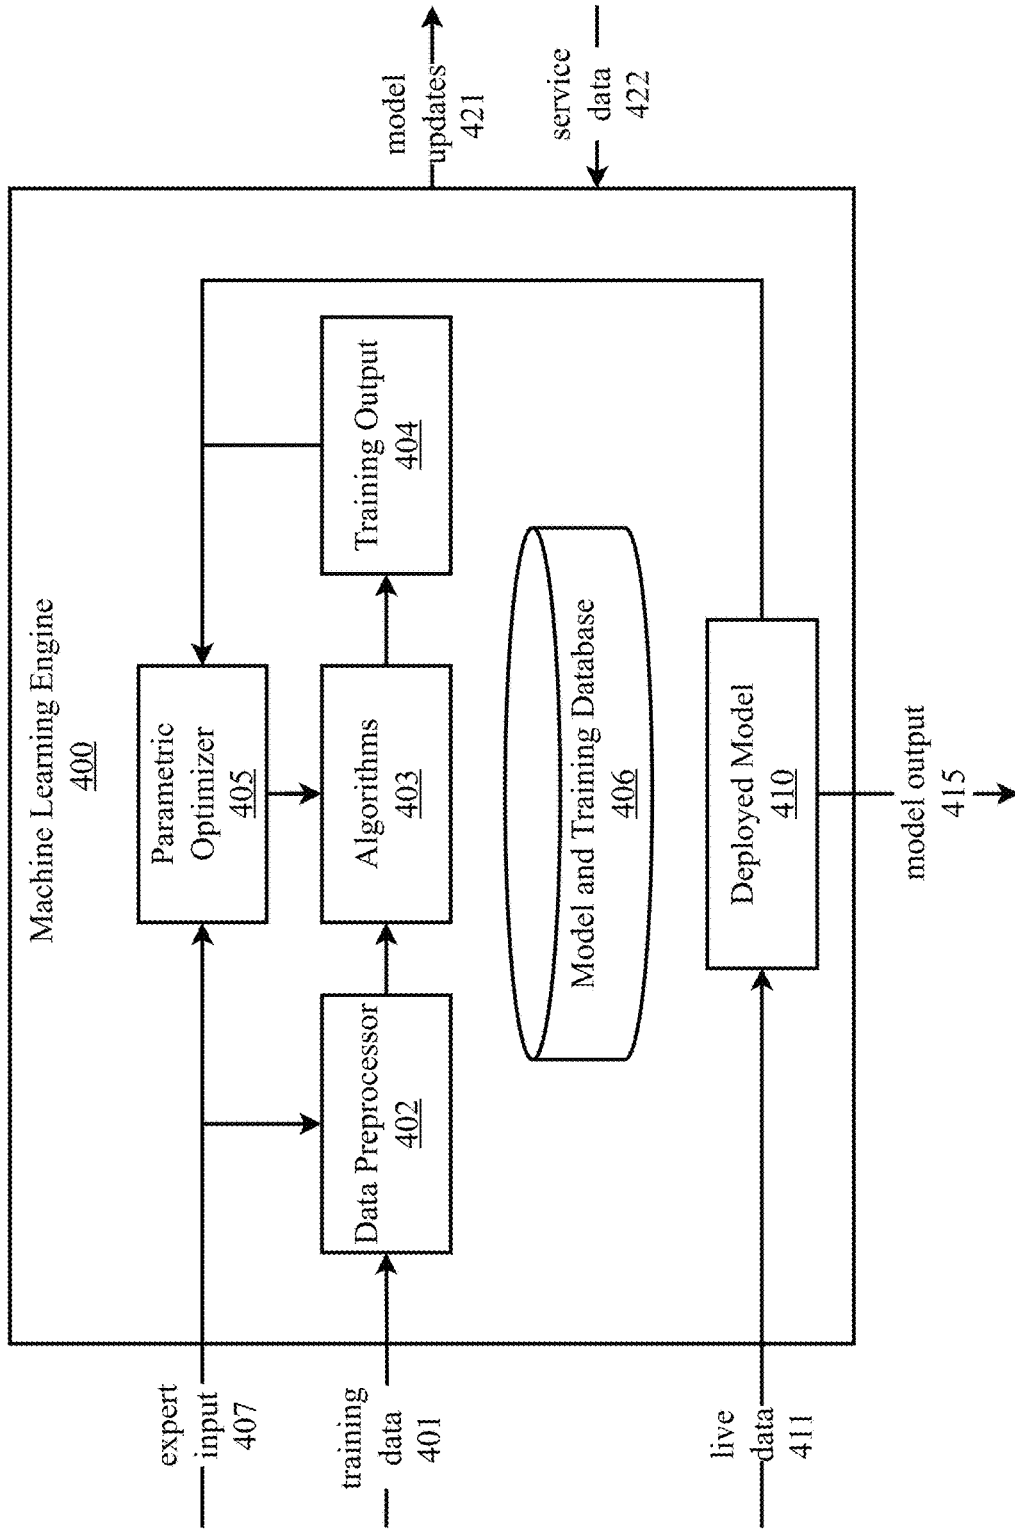 Machine Learning Engine
400
expert
input
407
Parametric
Optimizer
405
training
data
401
Data Preprocessor
402
Algorithms
403
Training Output
404
model
updates
421
Model and Training Database
406
service
data
422
live
data
411
Deployed Model
410
model output
415